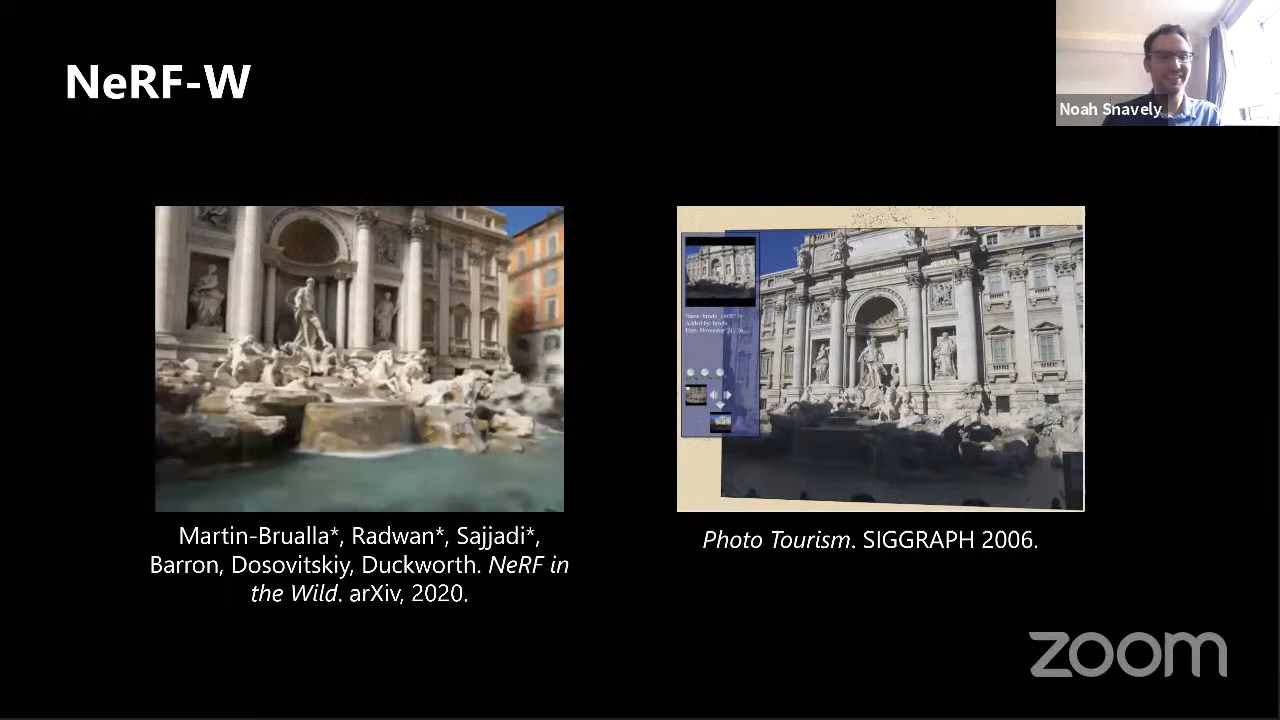 NeRF-W
Noah Snavely
Martin-Brualla*, Radwan*, Sajjadi*,
Barron, Dosovitskiy, Duckworth. NeRF in
the Wild. arXiv, 2020.
Photo Tourism. SIGGRAPH 2006.
zoom